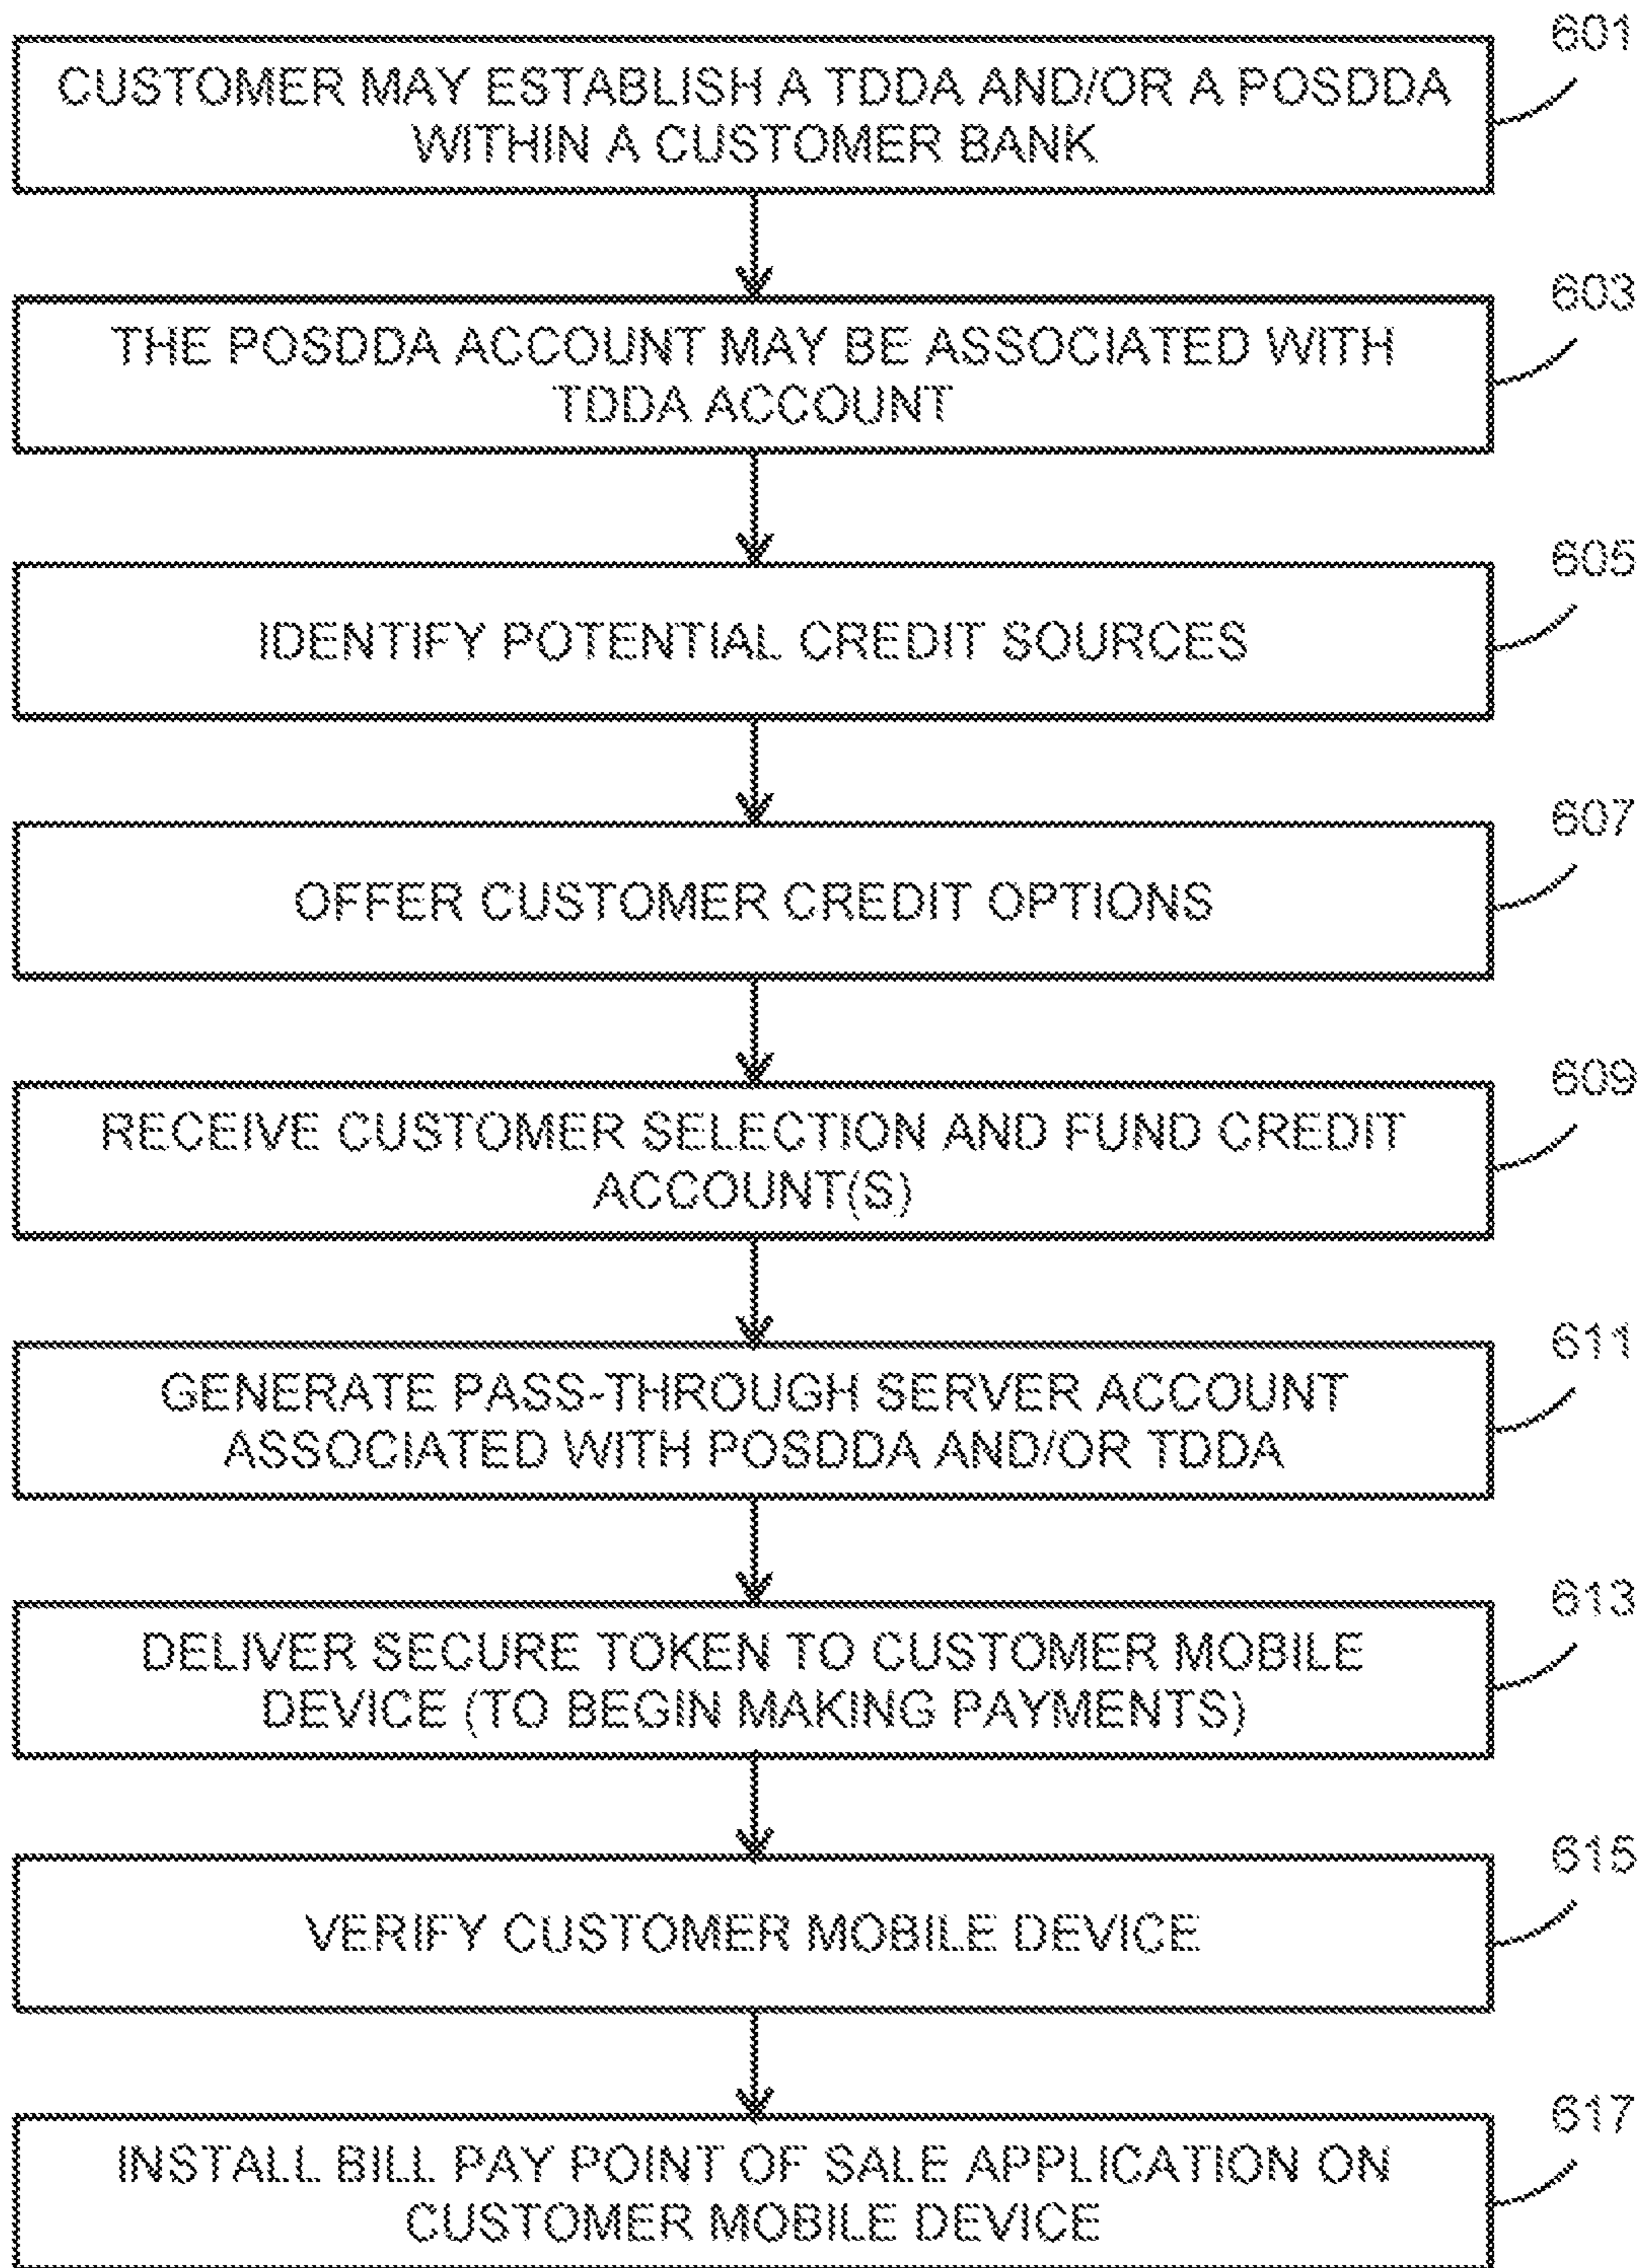 601
CUSTOMER MAY ESTABLISH A TDDA AND/OR A POSDDA
WITHIN A CUSTOMER BANK
603
THE POSDDA ACCOUNT MAY BE ASSOCIATED WITH
TDDA ACCOUNT
605
IDENTIFY POTENTIAL CREDIT SOURCES
607
OFFER CUSTOMER CREDIT OPTIONS
609
RECEIVE CUSTOMER SELECTION AND FUND CREDIT
ACCOUNT(S)
611
GENERATE PASS-THROUGH SERVER ACCOUNT
ASSOCIATED WITH POSDDA AND/OR TDDA
613
DELIVER SECURE TOKEN TO CUSTOMER MOBILE
DEVICE (TO BEGIN MAKING PAYMENTS)
615
VERIFY CUSTOMER MOBILE DEVICE
617
INSTALL BILL PAY POINT OF SALE APPLICATION ON
CUSTOMER MOBILE DEVICE